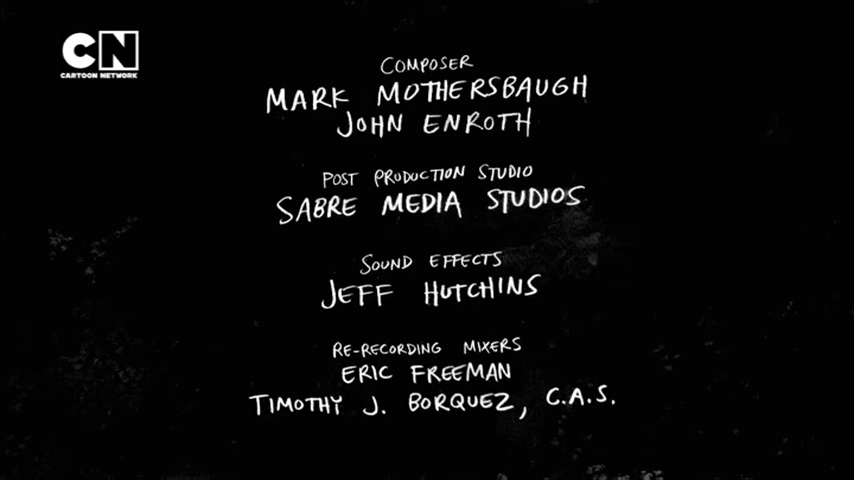 CN
CARTOON NETWORK
COMPOSER
MARK MOTHERSBAUGH
JOHN ENROTH
POST PRODUCTION STUDIO
SABRE MEDIA STUDIOS
SOUND EFFECTS
JEFF HUTCHINS
RE-RECORDING MIXERS
ERIC FREEMAN
TIMOTHY J. BORQUEZ, C.A.S.